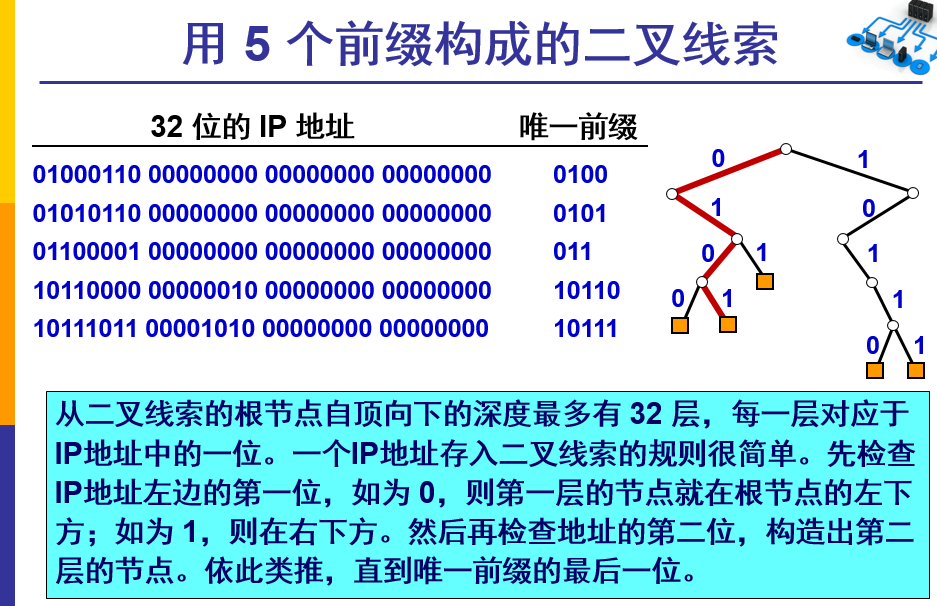 用 5 个前缀构成的二叉线索
32 位的 IP 地址 唯一前缀
01000110 00000000 00000000 00000000 0100
01010110 00000000 00000000 00000000 0101
01100001 00000000 00000000 00000000 011
10110000 00000010 00000000 00000000 10110
10111011 00001010 00000000 00000000 10111
0 1
1 0
0 1 1
0 1 1
0 1
从二叉线索的根节点自顶向下的深度最多有 32 层，每一层对应于
IP地址中的一位。一个IP地址存入二叉线索的规则很简单。先检查
IP地址左边的第一位，如为 0，则第一层的节点就在根节点的左下
方；如为 1，则在右下方。然后再检查地址的第二位，构造出第二
层的节点。依此类推，直到唯一前缀的最后一位。